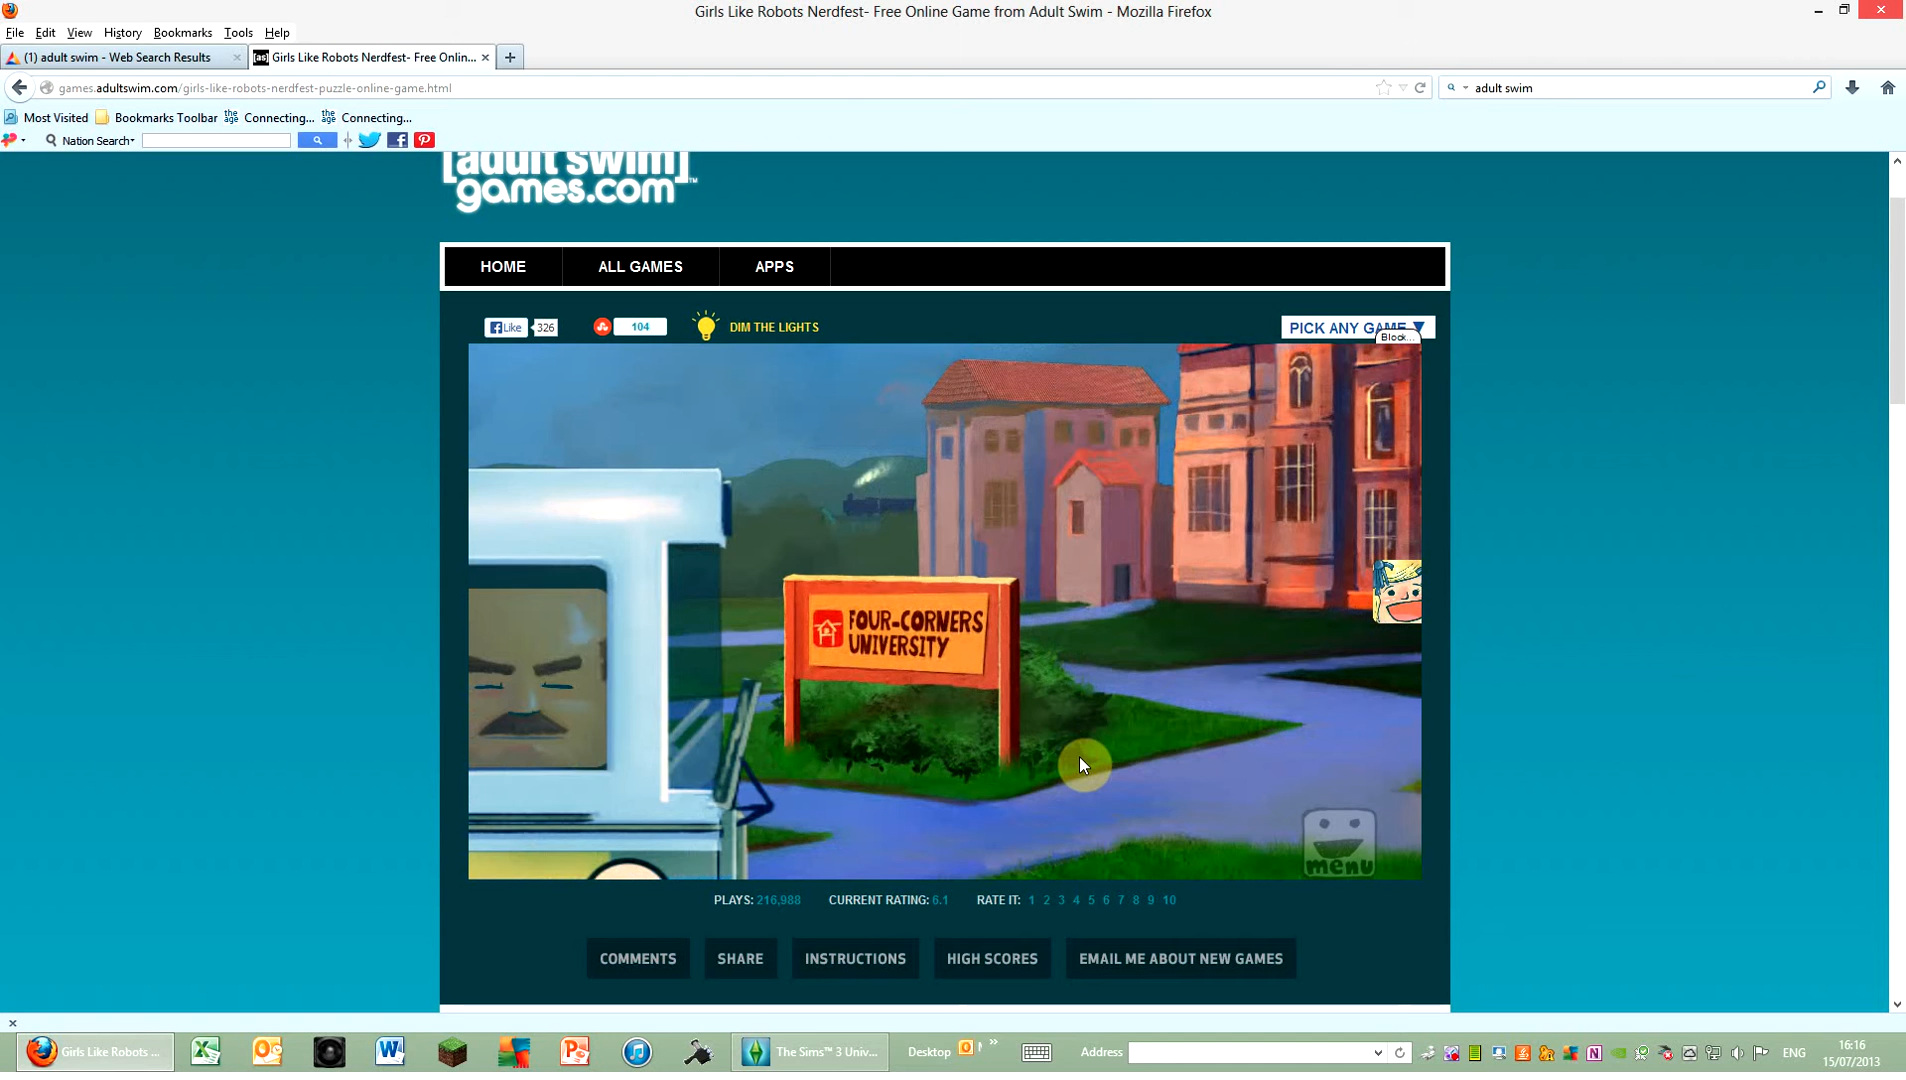 Girls Like Robots Nerdfest- Free Online Game from Adult Swim - Mozilla Firefox
File Edit View History Bookmarks Tools Help
(1) adult swim - Web Search Results
[as] Girls Like Robots Nerdfest- Free Onlin...
games.adultswim.com/girls-like-robots-nerdfest-puzzle-online-game.html
adult swim
Most Visited Bookmarks Toolbar the age Connecting... the age Connecting...
Nation Search
[adult swim]™
games.com
HOME ALL GAMES APPS
Like 326 104 DIM THE LIGHTS PICK ANY GAME
Block...
FOUR-CORNERS
UNIVERSITY
menu
PLAYS: 216,988 CURRENT RATING: 6.1 RATE IT: 1 2 3 4 5 6 7 8 9 10
COMMENTS SHARE INSTRUCTIONS HIGH SCORES EMAIL ME ABOUT NEW GAMES
Girls Like Robots ... The Sims™ 3 Univ... Desktop Address ENG 16:16
15/07/2013